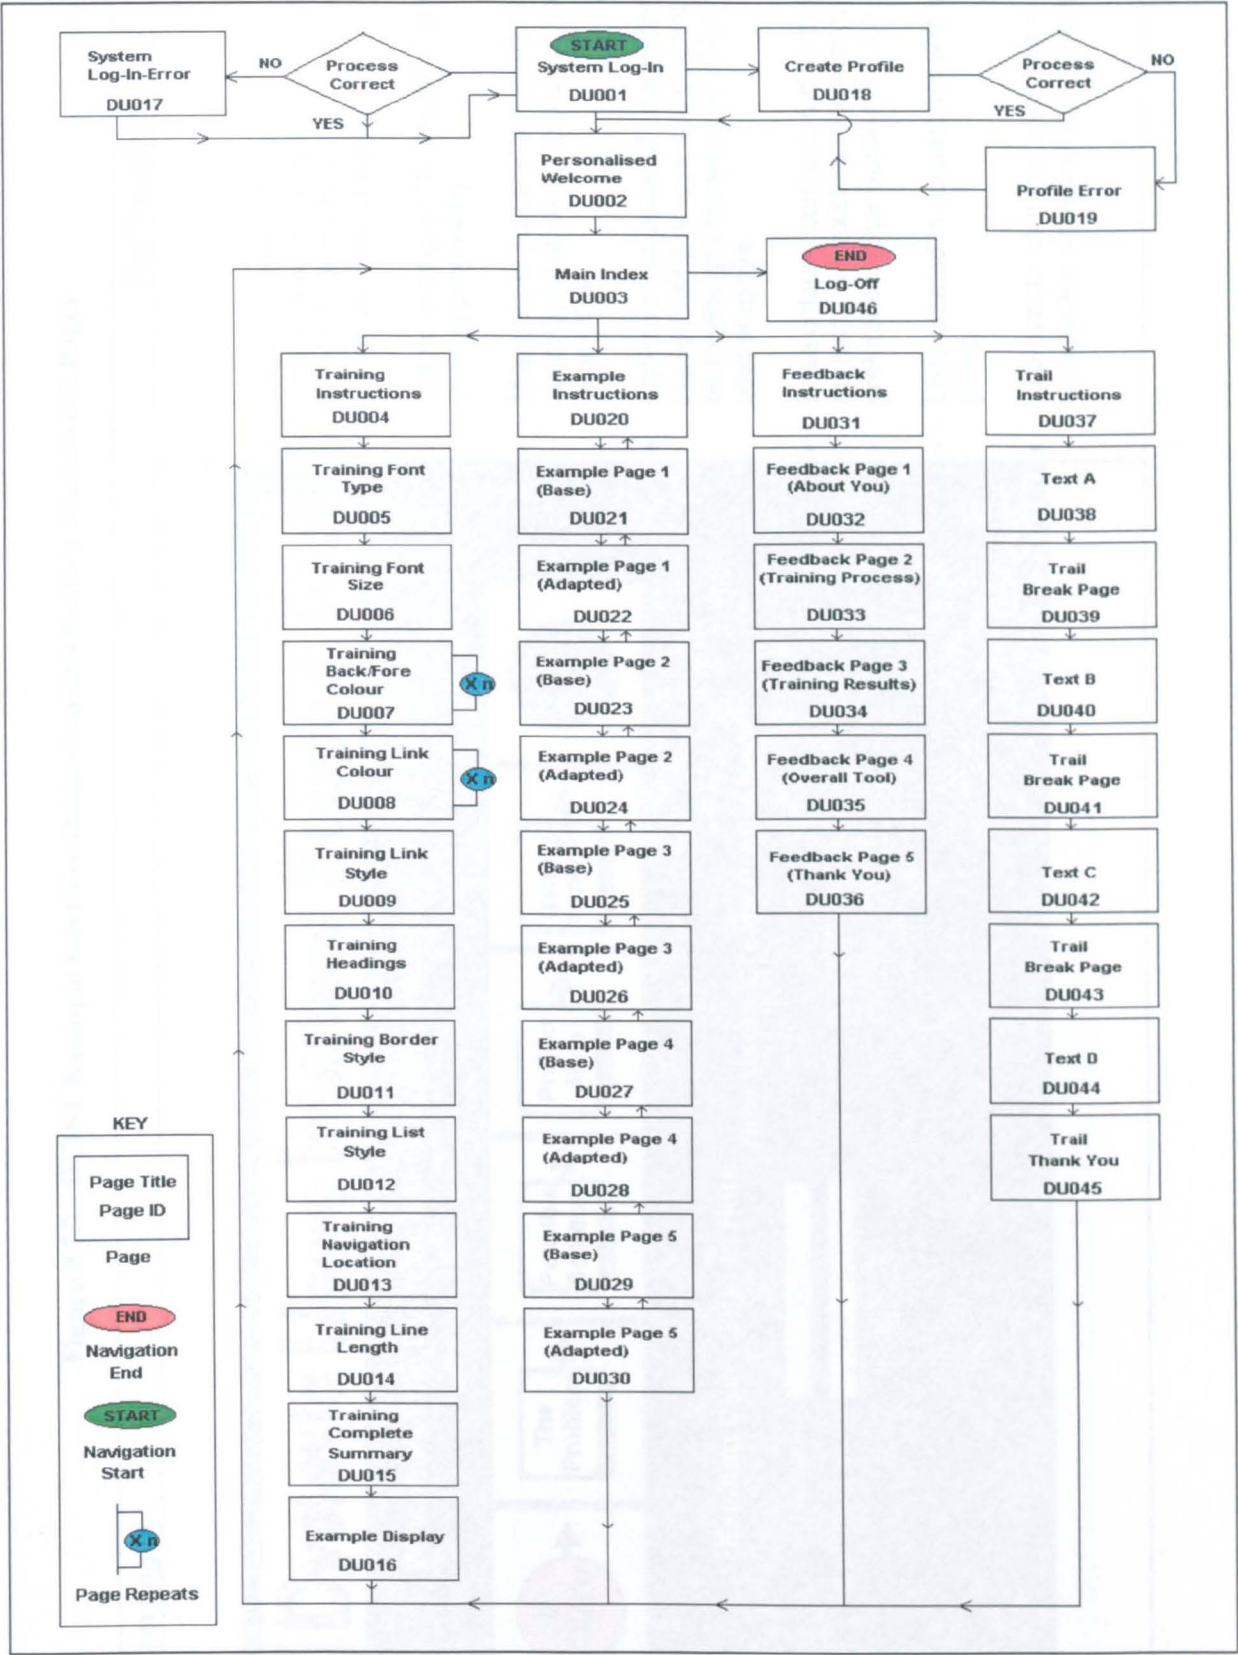 System
Log-In-Error
DU017
NO
Process
Correct
YES
START
System Log-In
DU001
Create Profile
DU018
Process
Correct
NO
YES
Profile Error
DU019
Personalised
Welcome
DU002
Main Index
DU003
END
Log-Off
DU046
Training
Instructions
DU004
Training Font
Type
DU005
Training Font
Size
DU006
Training
Back/Fore
Colour
DU007
X n
Training Link
Colour
DU008
X n
Training Link
Style
DU009
Training
Headings
DU010
Training Border
Style
DU011
Training List
Style
DU012
Training
Navigation
Location
DU013
Training Line
Length
DU014
Training
Complete
Summary
DU015
Example Display
DU016
Example
Instructions
DU020
Example Page 1
(Base)
DU021
Example Page 1
(Adapted)
DU022
Example Page 2
(Base)
DU023
Example Page 2
(Adapted)
DU024
Example Page 3
(Base)
DU025
Example Page 3
(Adapted)
DU026
Example Page 4
(Base)
DU027
Example Page 4
(Adapted)
DU028
Example Page 5
(Base)
DU029
Example Page 5
(Adapted)
DU030
Feedback
Instructions
DU031
Feedback Page 1
(About You)
DU032
Feedback Page 2
(Training Process)
DU033
Feedback Page 3
(Training Results)
DU034
Feedback Page 4
(Overall Tool)
DU035
Feedback Page 5
(Thank You)
DU036
Trail
Instructions
DU037
Text A
DU038
Trail
Break Page
DU039
Text B
DU040
Trail
Break Page
DU041
Text C
DU042
Trail
Break Page
DU043
Text D
DU044
Trail
Thank You
DU045
KEY
Page Title
Page ID
Page
END
Navigation
End
START
Navigation
Start
X n
Page Repeats